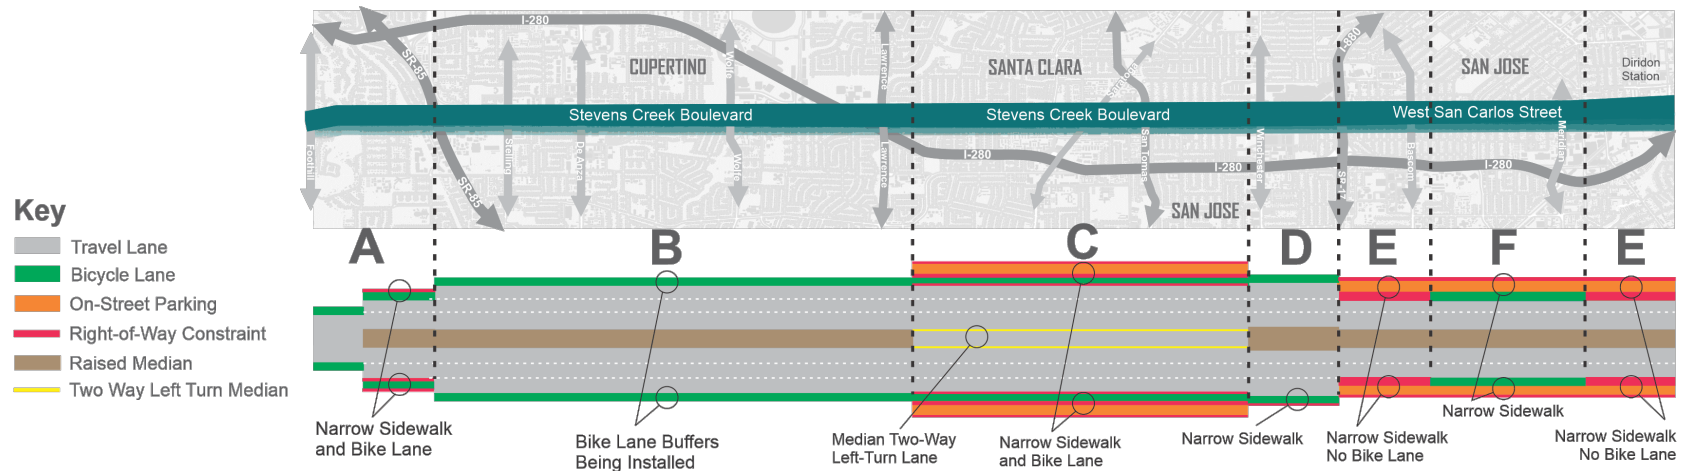 I-280
SR-85
CUPERTINO
Wolfe
Lawrence
SANTA CLARA
Saratoga
I-880
SAN JOSE
Diridon
Station
Stevens Creek Boulevard
Stevens Creek Boulevard
West San Carlos Street
Foothill
SR-85
Stelling
De Anza
Wolfe
Lawrence
I-280
San Tomas
I-280
Winchester
SR-17
Bascom
I-280
Meridian
SAN JOSE
Key
Travel Lane
Bicycle Lane
On-Street Parking
Right-of-Way Constraint
Raised Median
Two Way Left Turn Median
A
B
C
D
E
F
E
Narrow Sidewalk
and Bike Lane
Bike Lane Buffers
Being Installed
Median Two-Way
Left-Turn Lane
Narrow Sidewalk
and Bike Lane
Narrow Sidewalk
Narrow Sidewalk
No Bike Lane
Narrow Sidewalk
Narrow Sidewalk
No Bike Lane